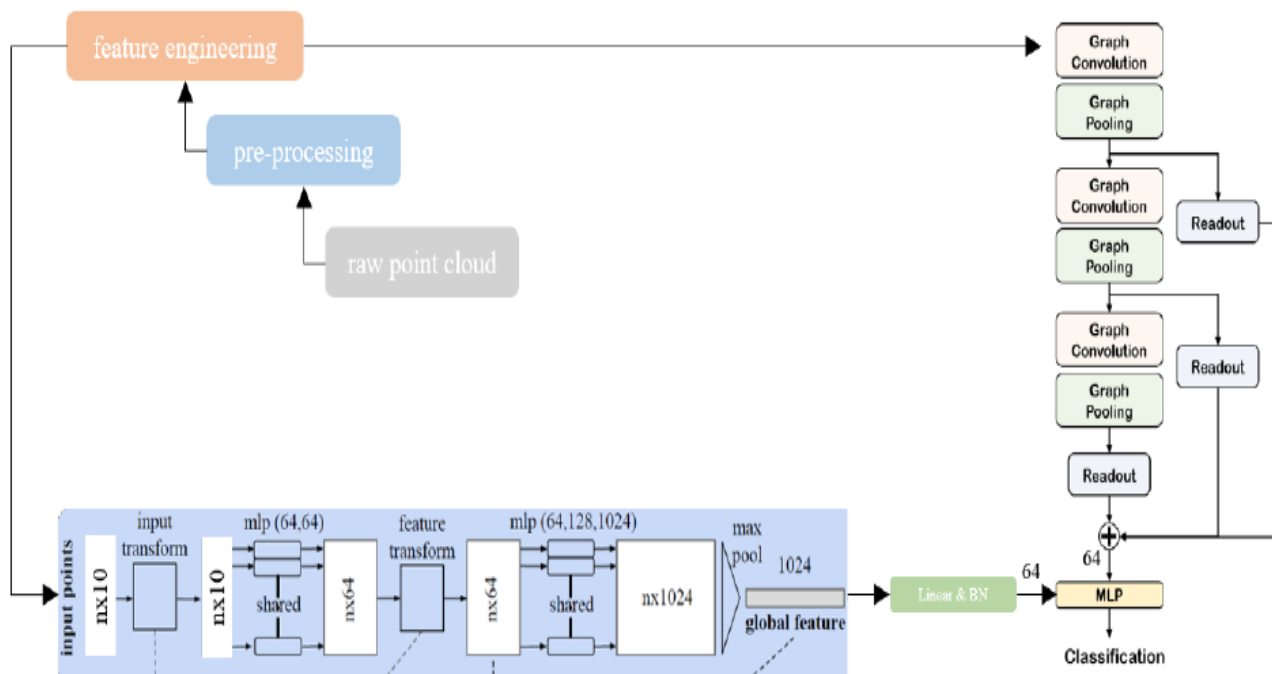 feature engineering
pre-processing
raw point cloud
Graph
Convolution
Graph
Pooling
Graph
Convolution
Readout
Graph
Pooling
Graph
Convolution
Readout
Graph
Pooling
Readout
64
input points
nx10
input
transform
nx10
mlp (64,64)
shared
nx64
feature
transform
nx64
mlp (64,128,1024)
shared
nx1024
max
pool
1024
global feature
Linear & BN
64
MLP
Classification